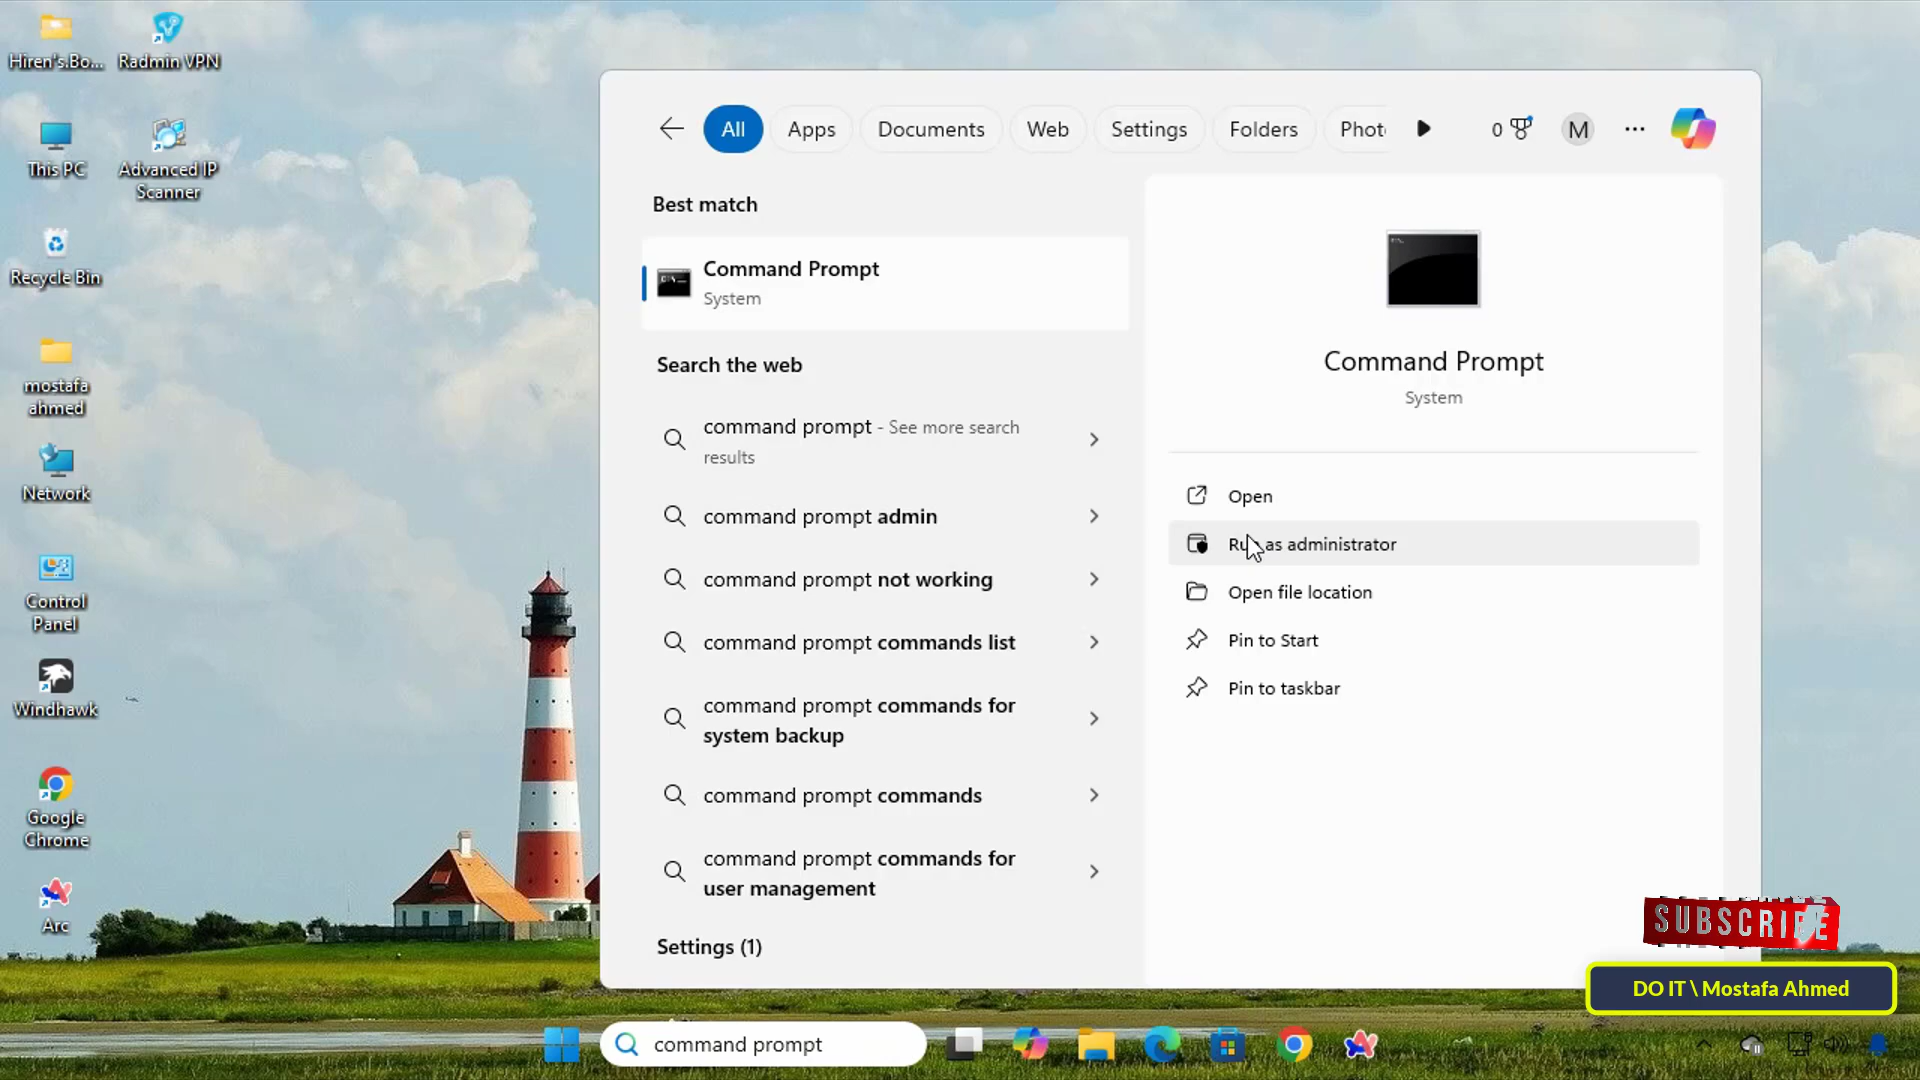 Hiren's.Bo...
Radmin VPN
This PC
Advanced IP
Scanner
Recycle Bin
mostafa
ahmed
Network
Control
Panel
Windhawk
Google
Chrome
Arc
All
Apps
Documents
Web
Settings
Folders
Phot
0
M
Best match
Command Prompt
System
Search the web
command prompt - See more search
results
command prompt admin
command prompt not working
command prompt commands list
command prompt commands for
system backup
command prompt commands
command prompt commands for
user management
Settings (1)
Command Prompt
System
Open
Run as administrator
Open file location
Pin to Start
Pin to taskbar
SUBSCRIBE
DO IT \ Mostafa Ahmed
command prompt